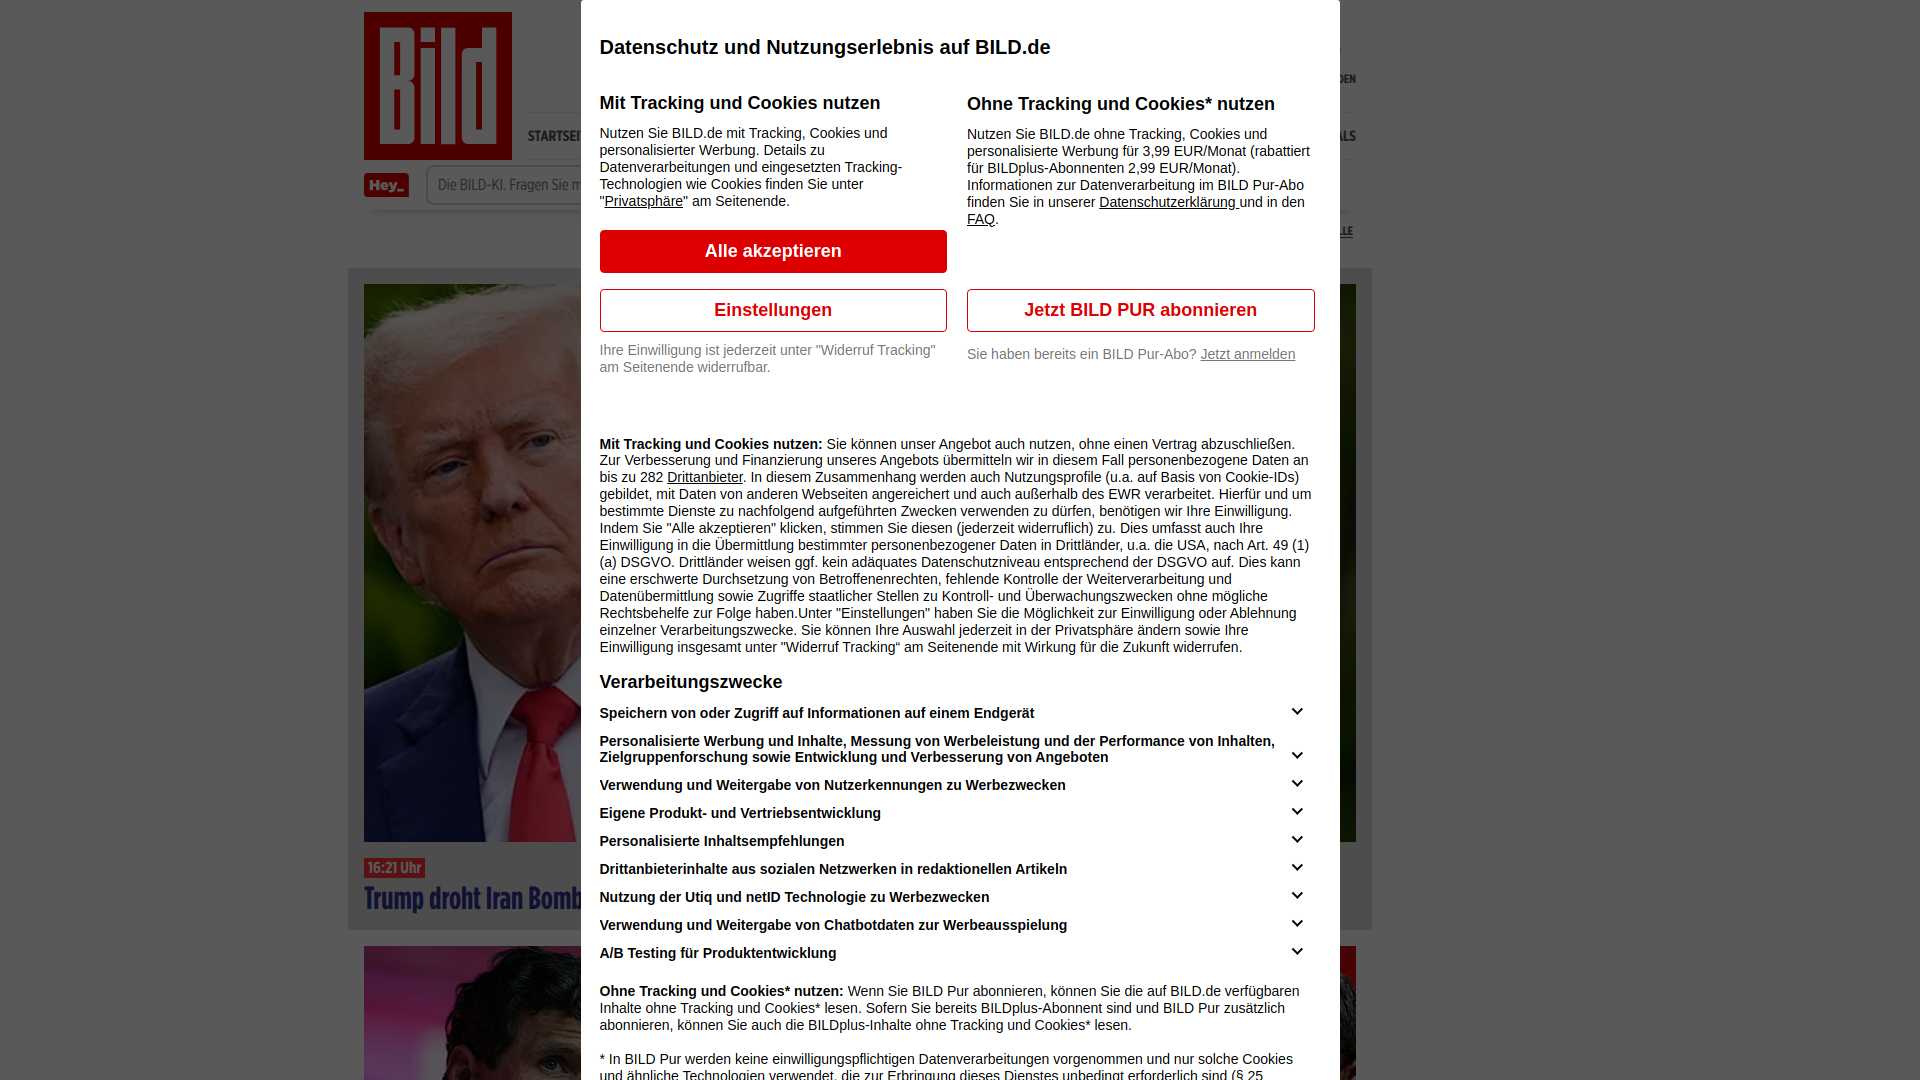 Bild
DEN
STARTSEI
ALS
Hey_
Die BILD-KI. Fragen Sie m
LLE
Datenschutz und Nutzungserlebnis auf BILD.de
Mit Tracking und Cookies nutzen
Nutzen Sie BILD.de mit Tracking, Cookies und
personalisierter Werbung. Details zu
Datenverarbeitungen und eingesetzten Tracking-
Technologien wie Cookies finden Sie unter
"Privatsphäre" am Seitenende.
Alle akzeptieren
Einstellungen
Ihre Einwilligung ist jederzeit unter "Widerruf Tracking"
am Seitenende widerrufbar.
Ohne Tracking und Cookies* nutzen
Nutzen Sie BILD.de ohne Tracking, Cookies und
personalisierte Werbung für 3,99 EUR/Monat (rabattiert
für BILDplus-Abonnenten 2,99 EUR/Monat).
Informationen zur Datenverarbeitung im BILD Pur-Abo
finden Sie in unserer Datenschutzerklärung und in den
FAQ.
Jetzt BILD PUR abonnieren
Sie haben bereits ein BILD Pur-Abo? Jetzt anmelden
Mit Tracking und Cookies nutzen: Sie können unser Angebot auch nutzen, ohne einen Vertrag abzuschließen.
Zur Verbesserung und Finanzierung unseres Angebots übermitteln wir in diesem Fall personenbezogene Daten an
bis zu 282 Drittanbieter. In diesem Zusammenhang werden auch Nutzungsprofile (u.a. auf Basis von Cookie-IDs)
gebildet, mit Daten von anderen Webseiten angereichert und auch außerhalb des EWR verarbeitet. Hierfür und um
bestimmte Dienste zu nachfolgend aufgeführten Zwecken verwenden zu dürfen, benötigen wir Ihre Einwilligung.
Indem Sie "Alle akzeptieren" klicken, stimmen Sie diesen (jederzeit widerruflich) zu. Dies umfasst auch Ihre
Einwilligung in die Übermittlung bestimmter personenbezogener Daten in Drittländer, u.a. die USA, nach Art. 49 (1)
(a) DSGVO. Drittländer weisen ggf. kein adäquates Datenschutzniveau entsprechend der DSGVO auf. Dies kann
eine erschwerte Durchsetzung von Betroffenenrechten, fehlende Kontrolle der Weiterverarbeitung und
Datenübermittlung sowie Zugriffe staatlicher Stellen zu Kontroll- und Überwachungszwecken ohne mögliche
Rechtsbehelfe zur Folge haben.Unter "Einstellungen" haben Sie die Möglichkeit zur Einwilligung oder Ablehnung
einzelner Verarbeitungszwecke. Sie können Ihre Auswahl jederzeit in der Privatsphäre ändern sowie Ihre
Einwilligung insgesamt unter "Widerruf Tracking“ am Seitenende mit Wirkung für die Zukunft widerrufen.
Verarbeitungszwecke
Speichern von oder Zugriff auf Informationen auf einem Endgerät
Personalisierte Werbung und Inhalte, Messung von Werbeleistung und der Performance von Inhalten,
Zielgruppenforschung sowie Entwicklung und Verbesserung von Angeboten
Verwendung und Weitergabe von Nutzerkennungen zu Werbezwecken
Eigene Produkt- und Vertriebsentwicklung
Personalisierte Inhaltsempfehlungen
Drittanbieterinhalte aus sozialen Netzwerken in redaktionellen Artikeln
Nutzung der Utiq und netID Technologie zu Werbezwecken
Verwendung und Weitergabe von Chatbotdaten zur Werbeausspielung
A/B Testing für Produktentwicklung
Ohne Tracking und Cookies* nutzen: Wenn Sie BILD Pur abonnieren, können Sie die auf BILD.de verfügbaren
Inhalte ohne Tracking und Cookies* lesen. Sofern Sie bereits BILDplus-Abonnent sind und BILD Pur zusätzlich
abonnieren, können Sie auch die BILDplus-Inhalte ohne Tracking und Cookies* lesen.
* In BILD Pur werden keine einwilligungspflichtigen Datenverarbeitungen vorgenommen und nur solche Cookies
und ähnliche Technologien verwendet, die zur Erbringung dieses Dienstes unbedingt erforderlich sind (§ 25
16:21 Uhr
Trump droht Iran Bomb